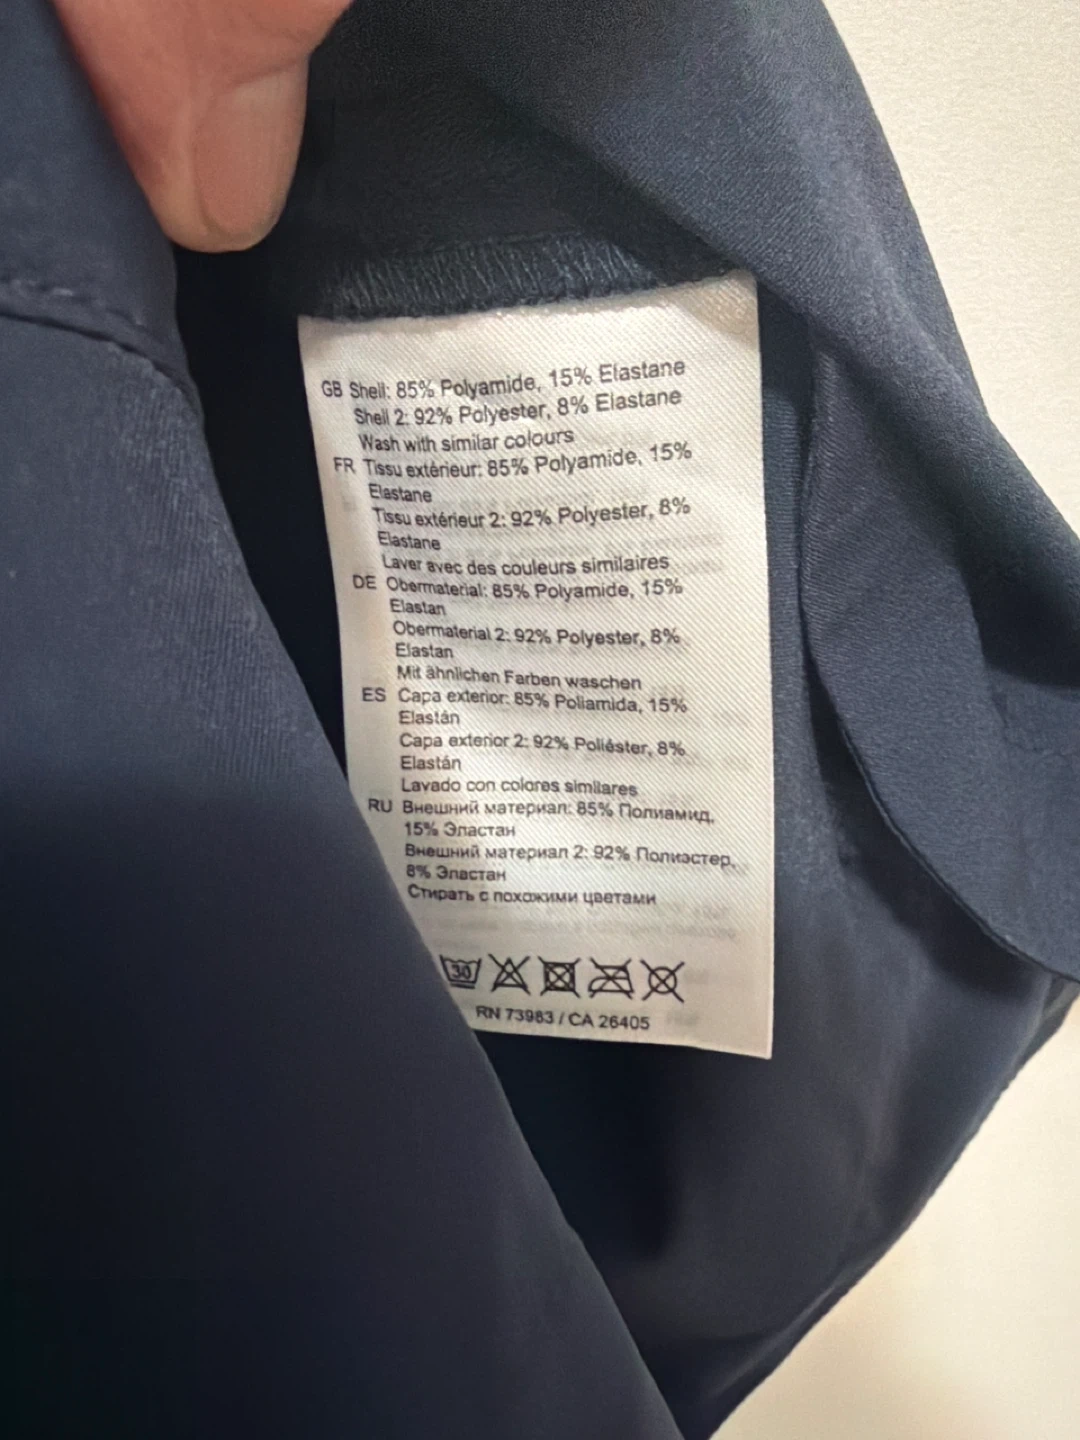 GB Shell: 85% Polyamide, 15% Elastane
Shell 2: 92% Polyester, 8% Elastane
Wash with similar colours
FR Tissu extérieur: 85% Polyamide, 15%
Elastane
Tissu extérieur 2: 92% Polyester, 8%
Elastane
Laver avec des couleurs similaires
DE Obermaterial: 85% Polyamide, 15%
Elastan
Obermaterial 2: 92% Polyester, 8%
Elastan
Mit ähnlichen Farben waschen
ES Capa exterior: 85% Poliamida, 15%
Elastán
Capa exterior 2: 92% Poliéster, 8%
Elastán
Lavado con colores similares
RU Внешний материал: 85% Полиамид,
15% Эластан
Внешний материал 2: 92% Полиэстер,
8% Эластан
Стирать с похожими цветами
30
RN 73983 / CA 26405